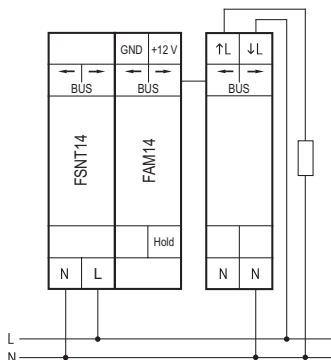 GND +12 V ↑L ↓L
BUS BUS BUS
FSNT14
FAM14
Hold
N L N N
L
N